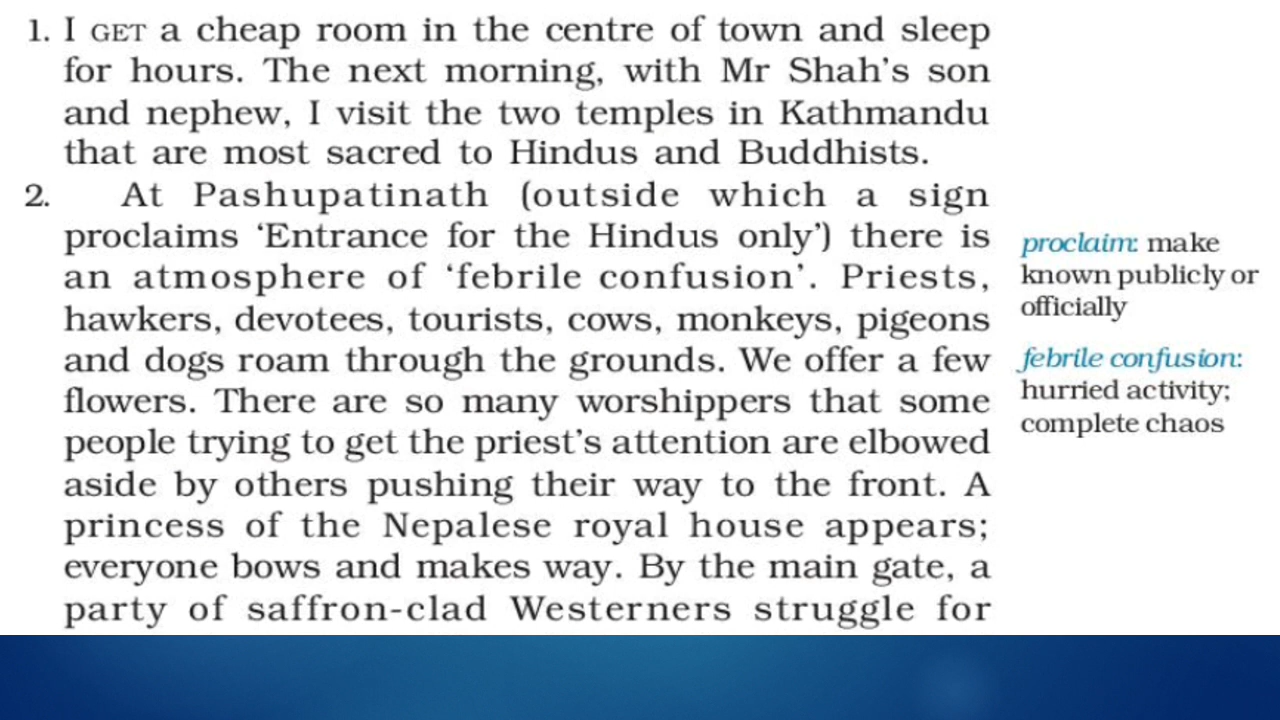 1. I GET a cheap room in the centre of town and sleep
for hours. The next morning, with Mr Shah's son
and nephew, I visit the two temples in Kathmandu
that are most sacred to Hindus and Buddhists.
2. At Pashupatinath (outside which a sign
proclaims ‘Entrance for the Hindus only’) there is
an atmosphere of ‘febrile confusion’. Priests,
hawkers, devotees, tourists, cows, monkeys, pigeons
and dogs roam through the grounds. We offer a few
flowers. There are so many worshippers that some
people trying to get the priest's attention are elbowed
aside by others pushing their way to the front. A
princess of the Nepalese royal house appears;
everyone bows and makes way. By the main gate, a
party of saffron-clad Westerners struggle for
proclaim: make
known publicly or
officially
febrile confusion:
hurried activity;
complete chaos